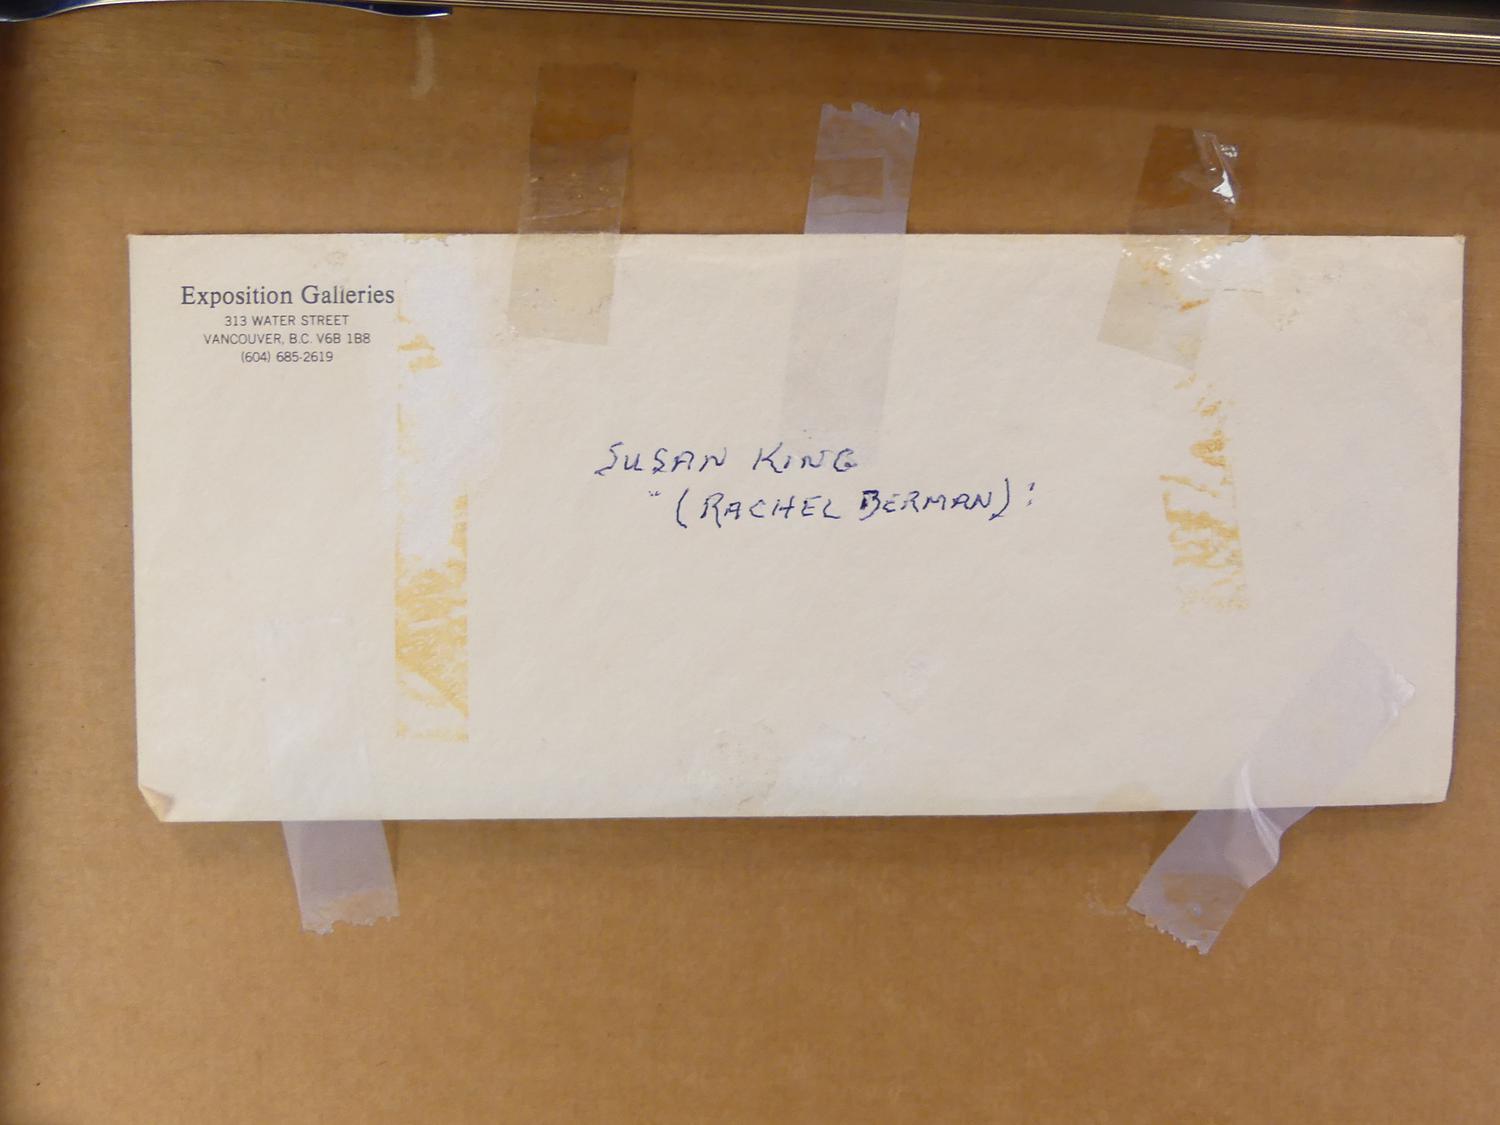 Exposition Galleries
313 WATER STREET
VANCOUVER, B.C. V6B 1B8
(604) 685-2619
SUSAN KING
" (RACHEL BERMAN) :